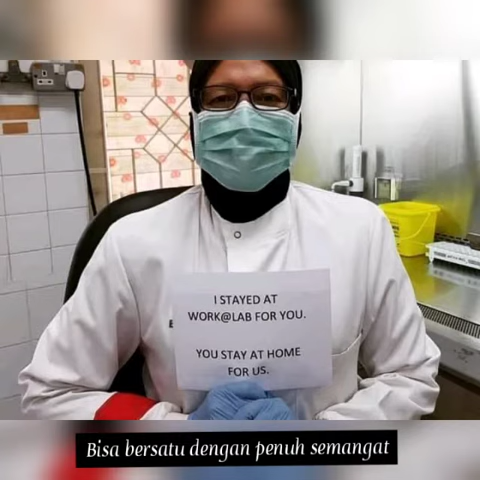 I STAYED AT
WORK@LAB FOR YOU.
YOU STAY AT HOME
FOR US.
Bisa bersatu dengan penuh semangat